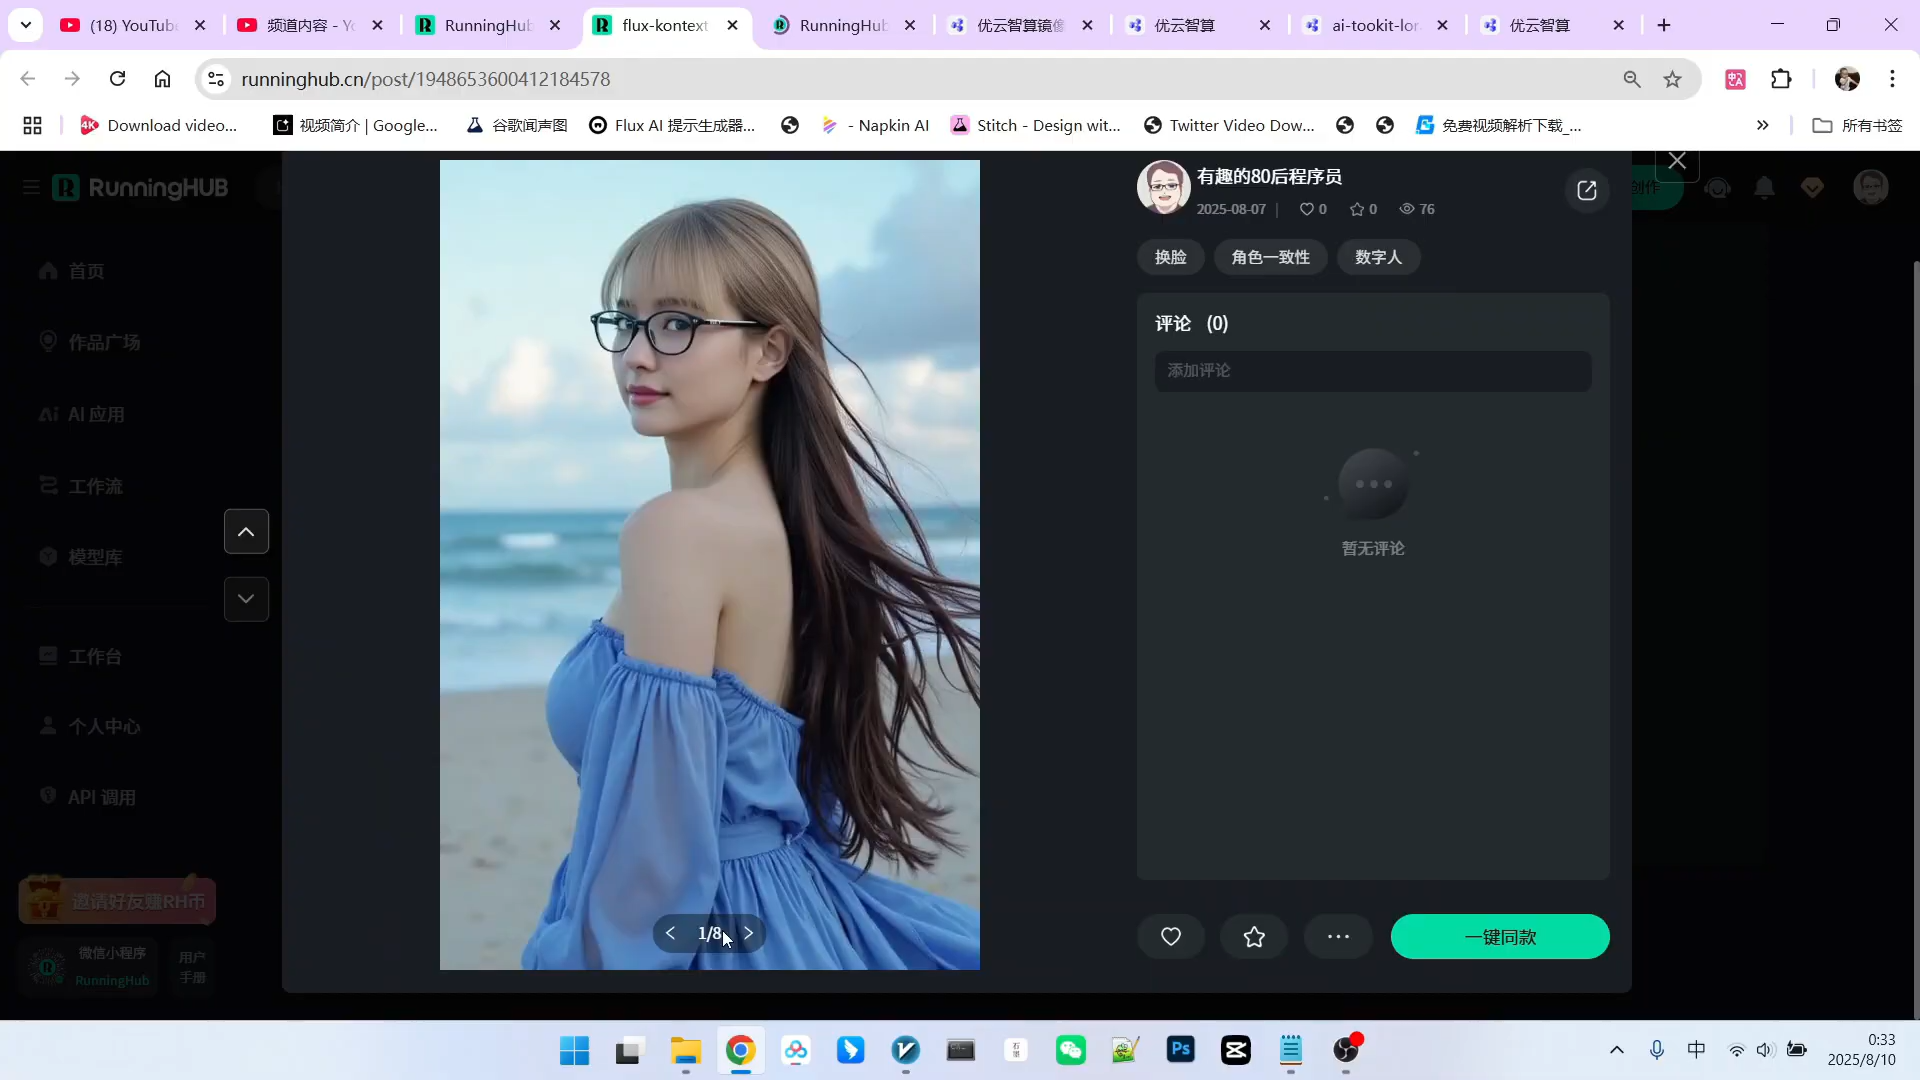 (18) YouTub
频道内容 - Yo
RunningHub
flux-kontext
RunningHub
优云智算镜像
优云智算
ai-tookit-lor
优云智算
runninghub.cn/post/1948653600412184578
Download video...
视频简介 | Google...
谷歌闻声图
Flux AI 提示生成器...
- Napkin AI
Stitch - Design wit...
Twitter Video Dow...
免费视频解析下载_...
所有书签
RunningHUB
创作
首页
作品广场
AI 应用
工作流
模型库
工作台
个人中心
API 调用
邀请好友赚RH币
微信小程序
RunningHub
用户
手册
1/8
有趣的80后程序员
2025-08-07 | 0 0 76
换脸
角色一致性
数字人
评论 (0)
添加评论
暂无评论
一键同款
中
0:33
2025/8/10